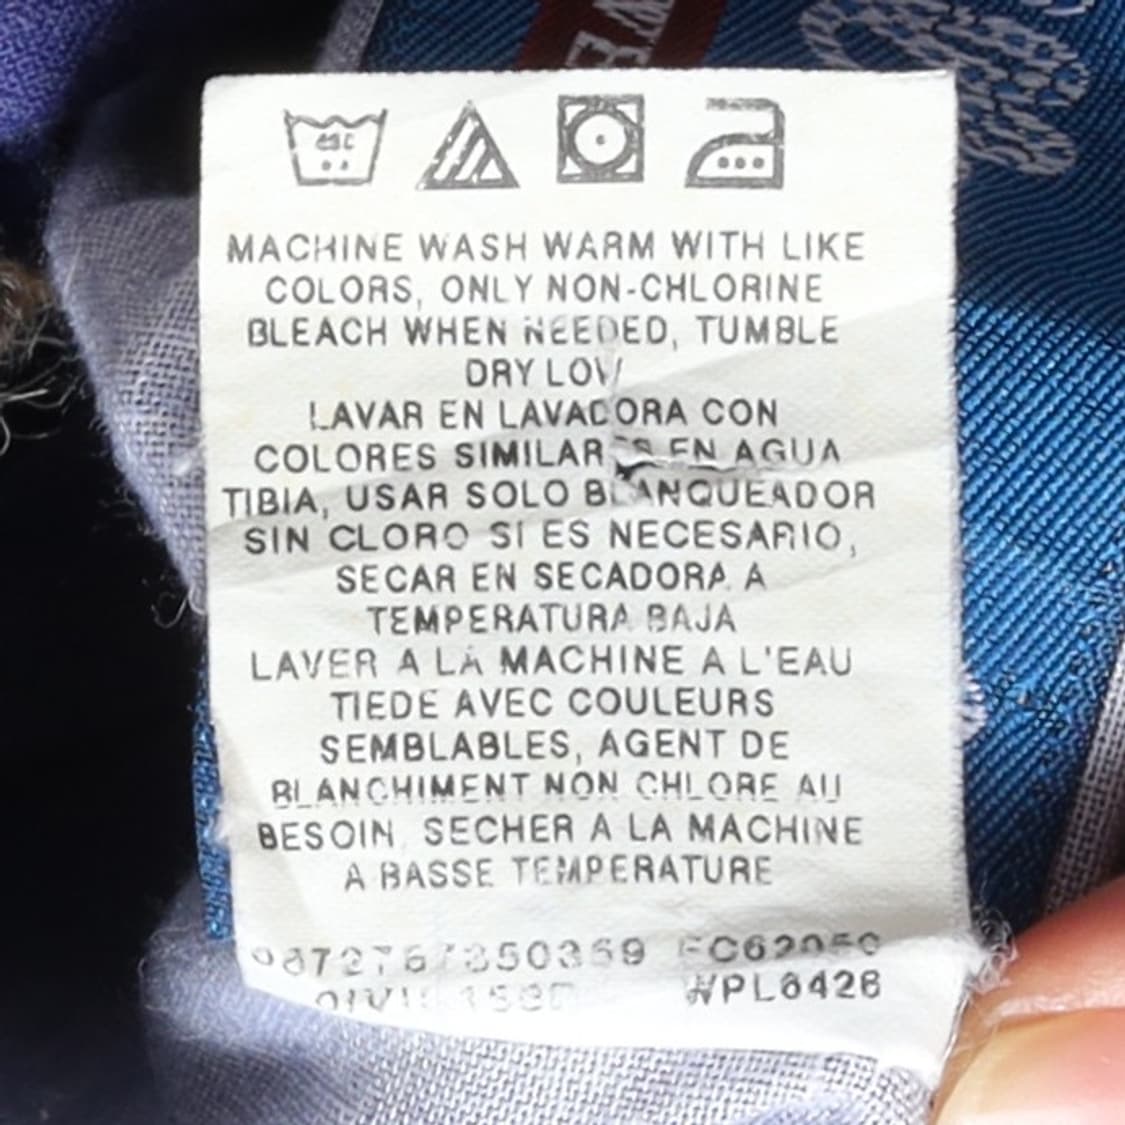 MACHINE WASH WARM WITH LIKE
COLORS, ONLY NON-CHLORINE
BLEACH WHEN NEEDED, TUMBLE
DRY LOW
LAVAR EN LAVADORA CON
COLORES SIMILARES EN AGUA
TIBIA, USAR SOLO BLANQUEADOR
SIN CLORO SI ES NECESARIO,
SECAR EN SECADORA A
TEMPERATURA BAJA
LAVER A LA MACHINE A L'EAU
TIEDE AVEC COULEURS
SEMBLABLES, AGENT DE
BLANCHIMENT NON CHLORE AU
BESOIN, SECHER A LA MACHINE
A BASSE TEMPERATURE
WPL6426